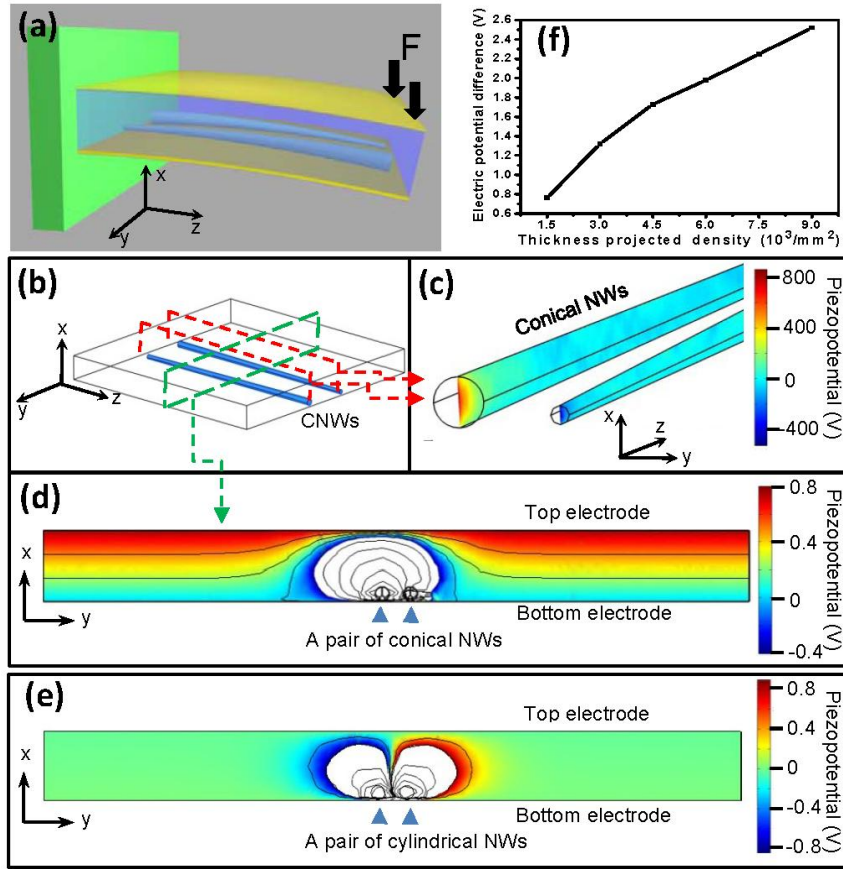 (a)
F
x
y
z
(f)
Electric potential difference (V)
2.6
2.4
2.2
2.0
1.8
1.6
1.4
1.2
1.0
0.8
0.6
1.5 3.0 4.5 6.0 7.5 9.0
Thickness projected density (10³/mm²)
(b)
x
y
z
CNWs
(c)
Conical NWs
x
z
y
800
400
0
-400
Piezopotential (V)
(d)
x
y
Top electrode
Bottom electrode
A pair of conical NWs
0.8
0.4
0
-0.4
Piezopotential (V)
(e)
x
y
Top electrode
Bottom electrode
A pair of cylindrical NWs
0.8
0.4
0
-0.4
-0.8
Piezopotential (V)